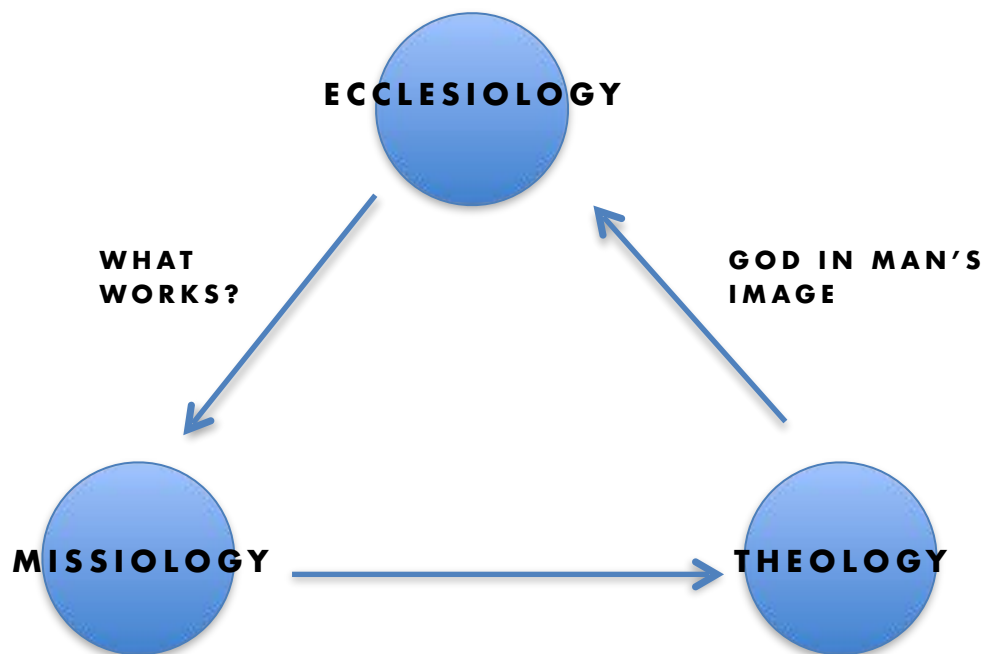 ECCLESIOLOGY
WHAT
WORKS?
GOD IN MAN’S
IMAGE
MISSIOLOGY
THEOLOGY